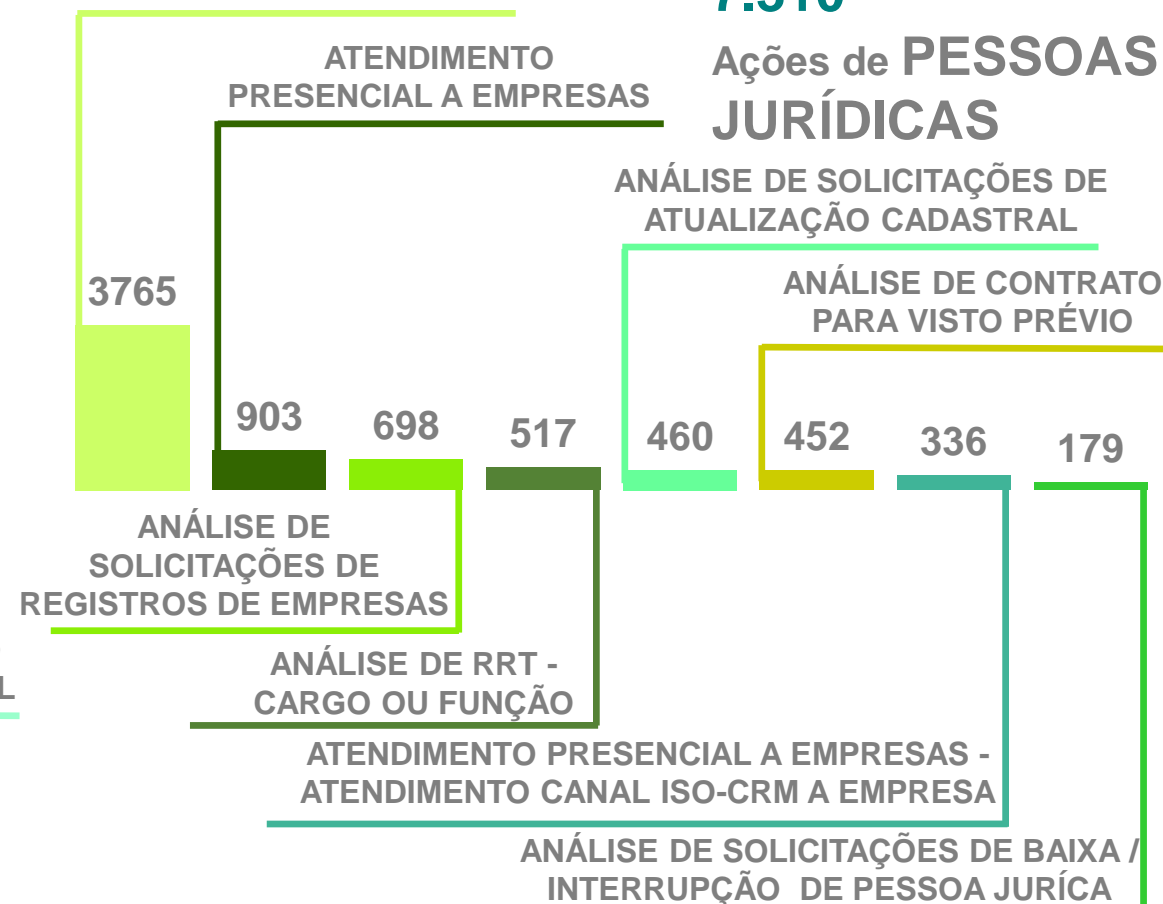 Ações de PESSOAS
JURÍDICAS
ATENDIMENTO
PRESENCIAL A EMPRESAS
ANÁLISE DE SOLICITAÇÕES DE
ATUALIZAÇÃO CADASTRAL
ANÁLISE DE CONTRATO
PARA VISTO PRÉVIO
3765
903
698
517
460
452
336
179
ANÁLISE DE
SOLICITAÇÕES DE
REGISTROS DE EMPRESAS
L
ANÁLISE DE RRT -
CARGO OU FUNÇÃO
ATENDIMENTO PRESENCIAL A EMPRESAS -
ATENDIMENTO CANAL ISO-CRM A EMPRESA
ANÁLISE DE SOLICITAÇÕES DE BAIXA /
INTERRUPÇÃO DE PESSOA JURÍCA